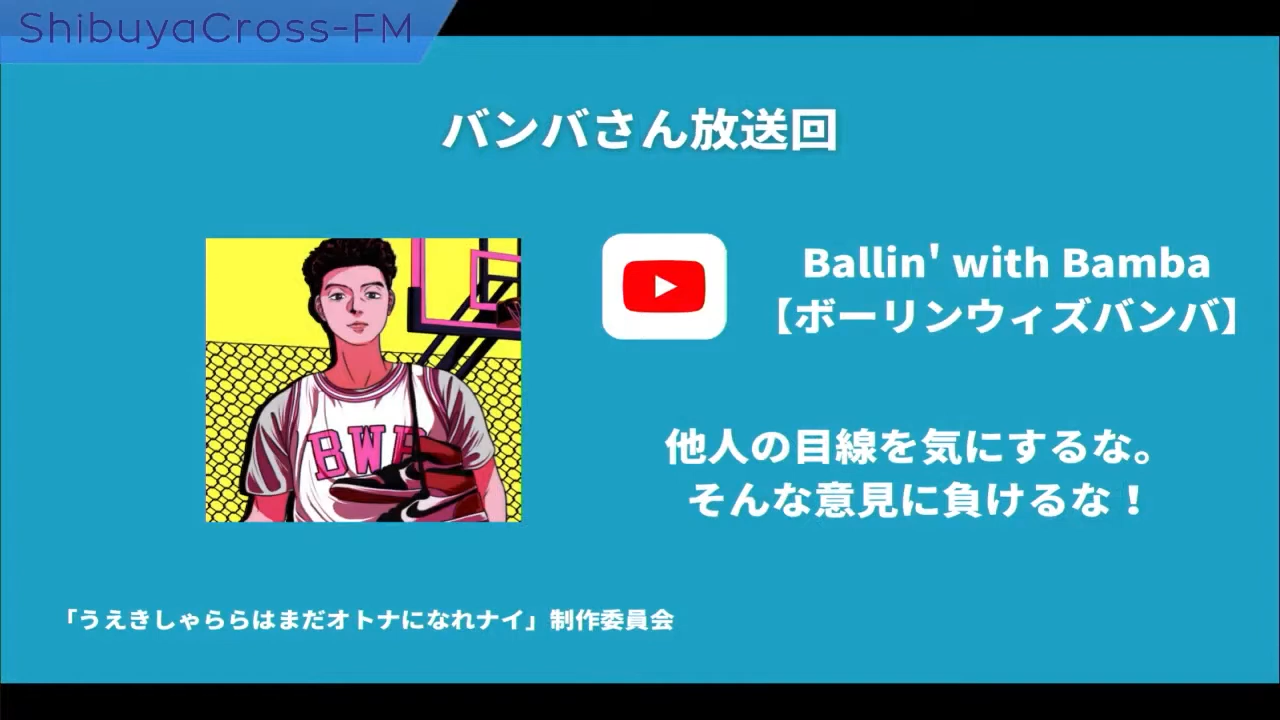 ShibuyaCross-FM
バンバさん放送回
Ballin' with Bamba
【ボーリンウィズバンバ】
BWB
他人の目線を気にするな。
そんな意見に負けるな！
「うえきしゃららはまだオトナになれナイ」制作委員会